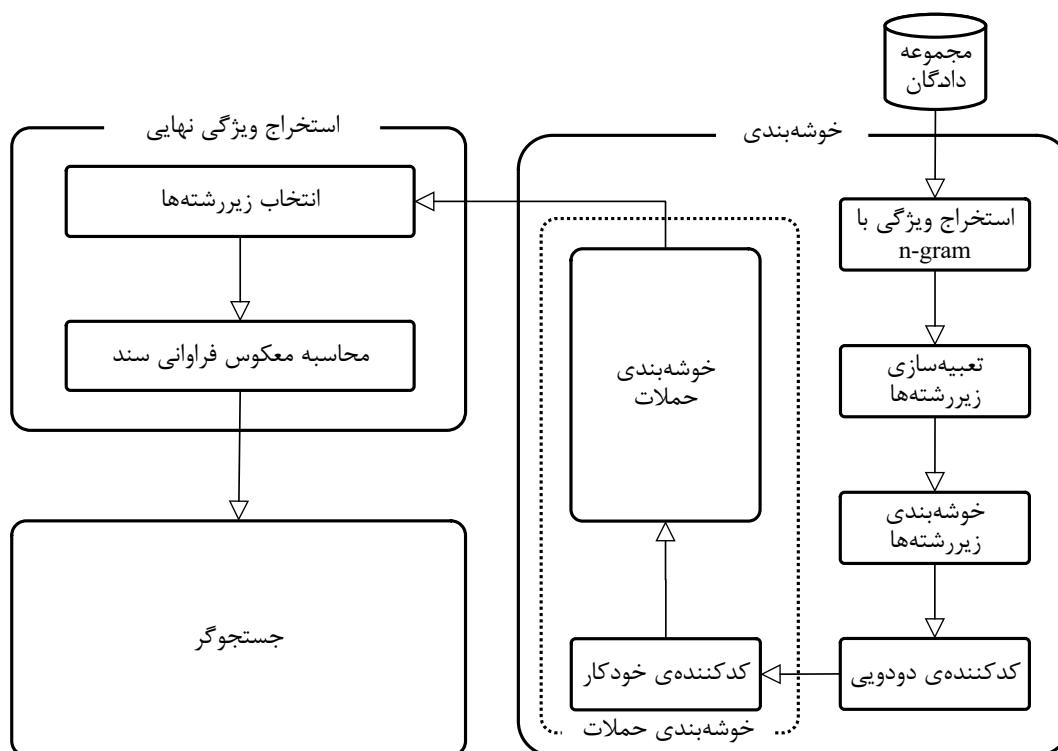 مجموعه
دادگان
خوشه‌بندی
استخراج ویژگی با
n-gram
تعبیه‌سازی
زیررشته‌ها
خوشه‌بندی
زیررشته‌ها
کدکننده‌ی دودویی
کدکننده‌ی خودکار
خوشه‌بندی
حملات
خوشه‌بندی حملات
استخراج ویژگی نهایی
انتخاب زیررشته‌ها
محاسبه معکوس فراوانی سند
جستجوگر